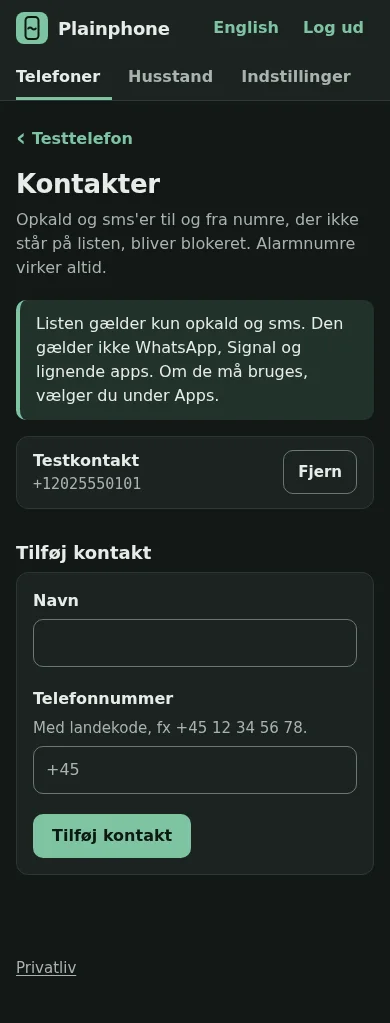 Plainphone
English
Log ud
Telefoner
Husstand
Indstillinger
‹ Testtelefon
Kontakter
Opkald og sms'er til og fra numre, der ikke
står på listen, bliver blokeret. Alarmnumre
virker altid.
Listen gælder kun opkald og sms. Den
gælder ikke WhatsApp, Signal og
lignende apps. Om de må bruges,
vælger du under Apps.
Testkontakt
+12025550101
Fjern
Tilføj kontakt
Navn
Telefonnummer
Med landekode, fx +45 12 34 56 78.
+45
Tilføj kontakt
Privatliv